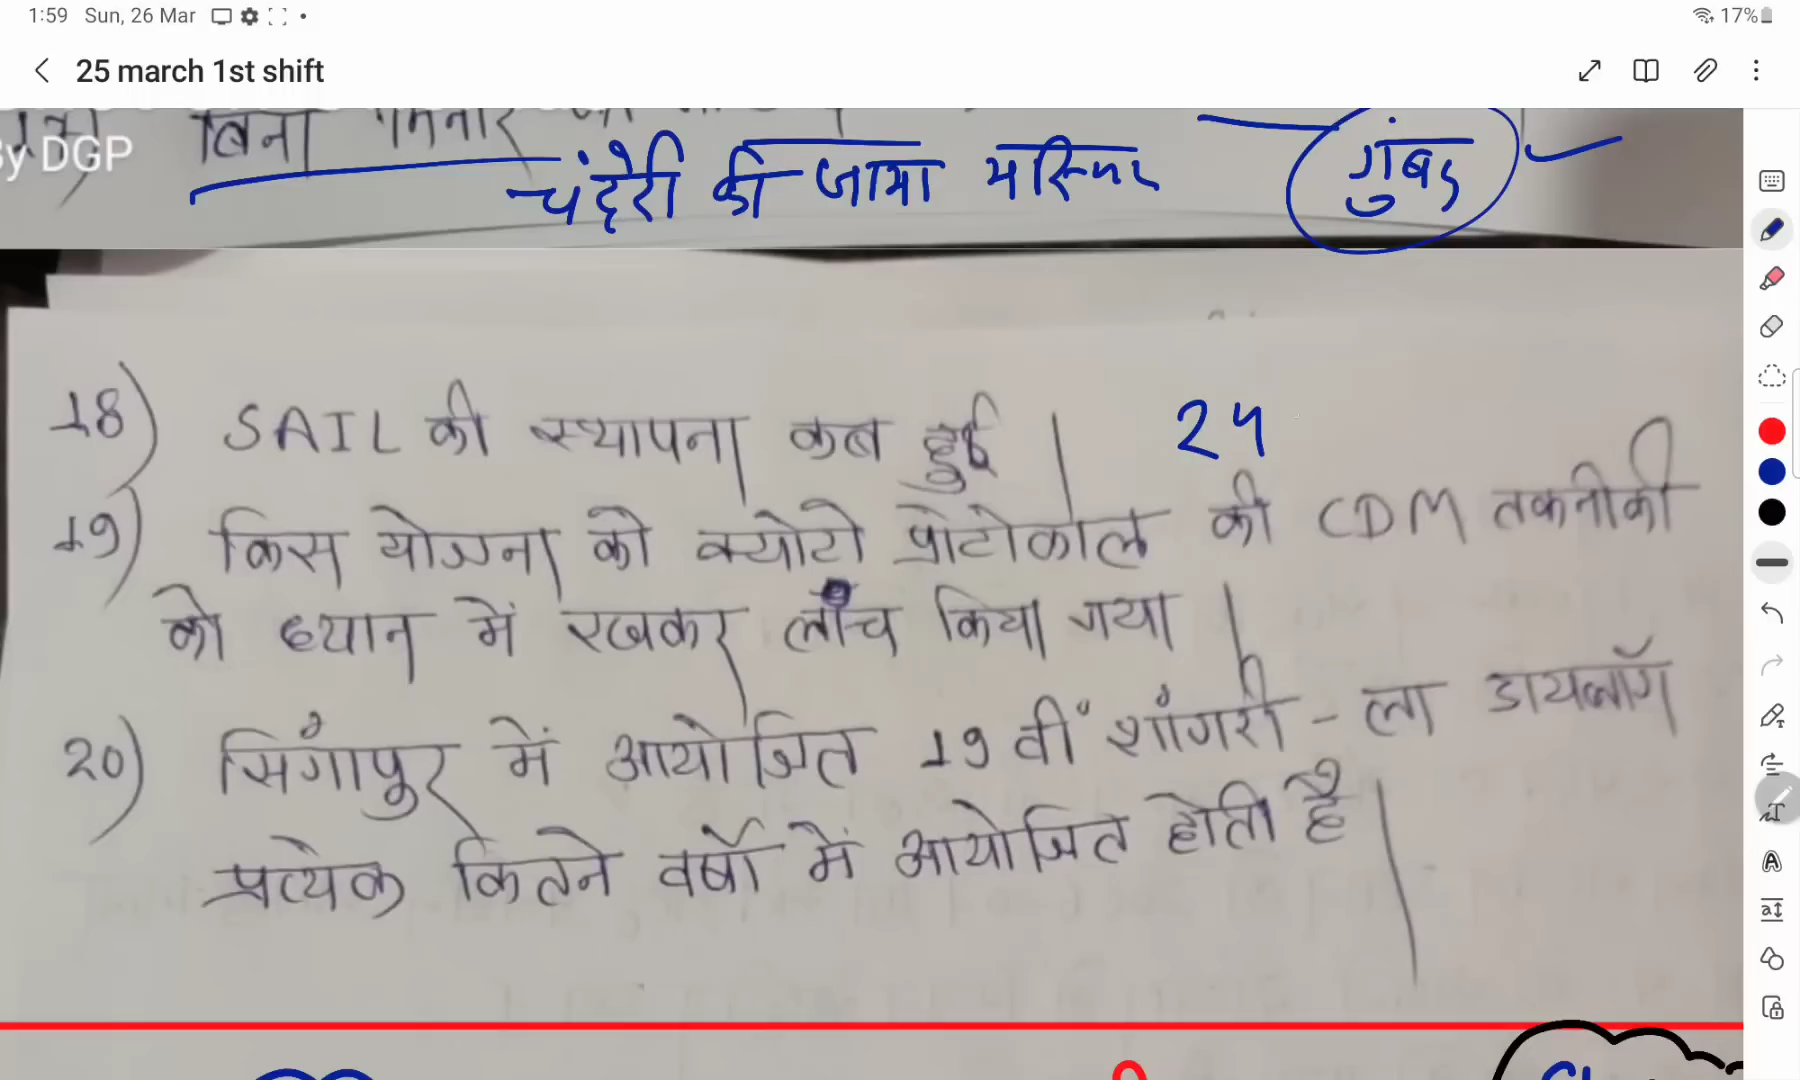 1:59 Sun, 26 Mar 17%
25 march 1st shift
बिना मिनार
By DGP
चंदेरी की जामा मस्जिद गुंबद
18) SAIL की स्थापना कब हुई | 24
19) किस योजना को क्योटो प्रोटोकाल की CDM तकनीकी
को ध्यान में रखकर लॉच किया गया |
20) सिंगापुर में आयोजित 19वीं शांगरी - ला डायलॉग
प्रत्येक कितने वर्षो में आयोजित होती है |